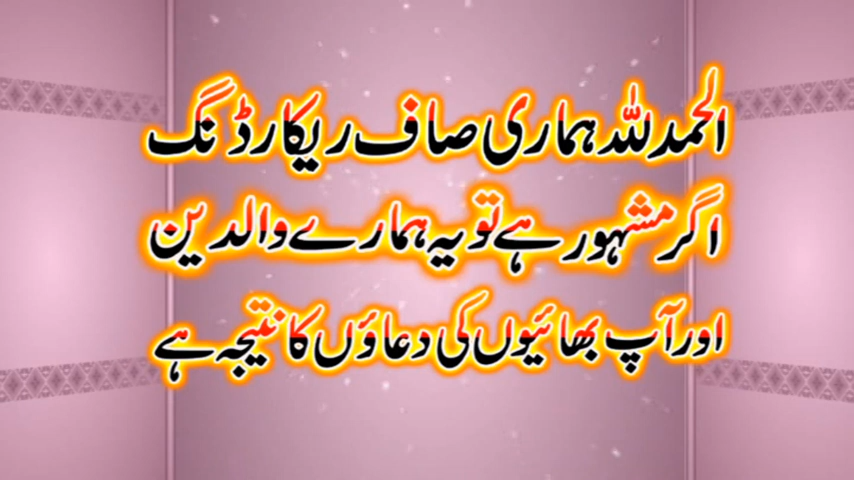 الحمدللہ ہماری صاف ریکارڈنگ
اگر مشہور ہے تو یہ ہمارے والدین
اور آپ بھائیوں کی دعاؤں کا نتیجہ ہے